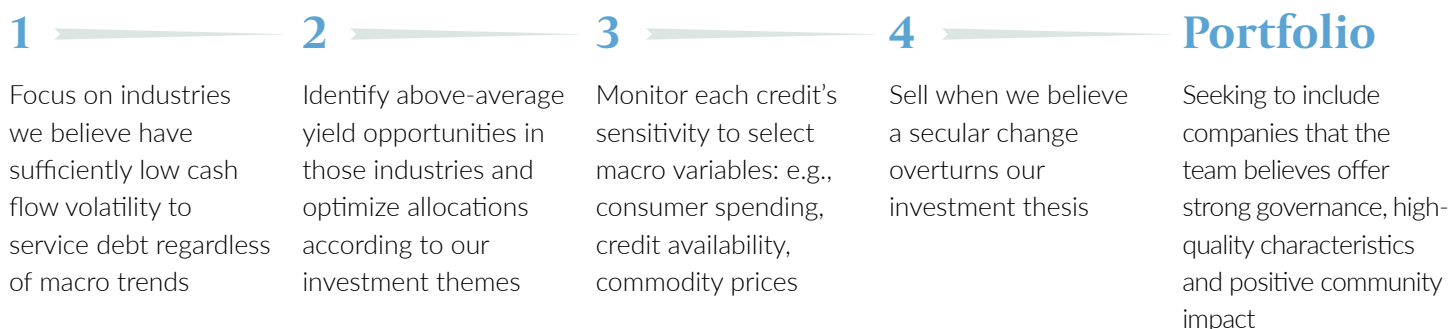 1
Focus on industries
we believe have
sufficiently low cash
flow volatility to
service debt regardless
of macro trends
2
Identify above-average
yield opportunities in
those industries and
optimize allocations
according to our
investment themes
3
Monitor each credit’s
sensitivity to select
macro variables: e.g.,
consumer spending,
credit availability,
commodity prices
4
Sell when we believe
a secular change
overturns our
investment thesis
Portfolio
Seeking to include
companies that the
team believes offer
strong governance, high-
quality characteristics
and positive community
impact